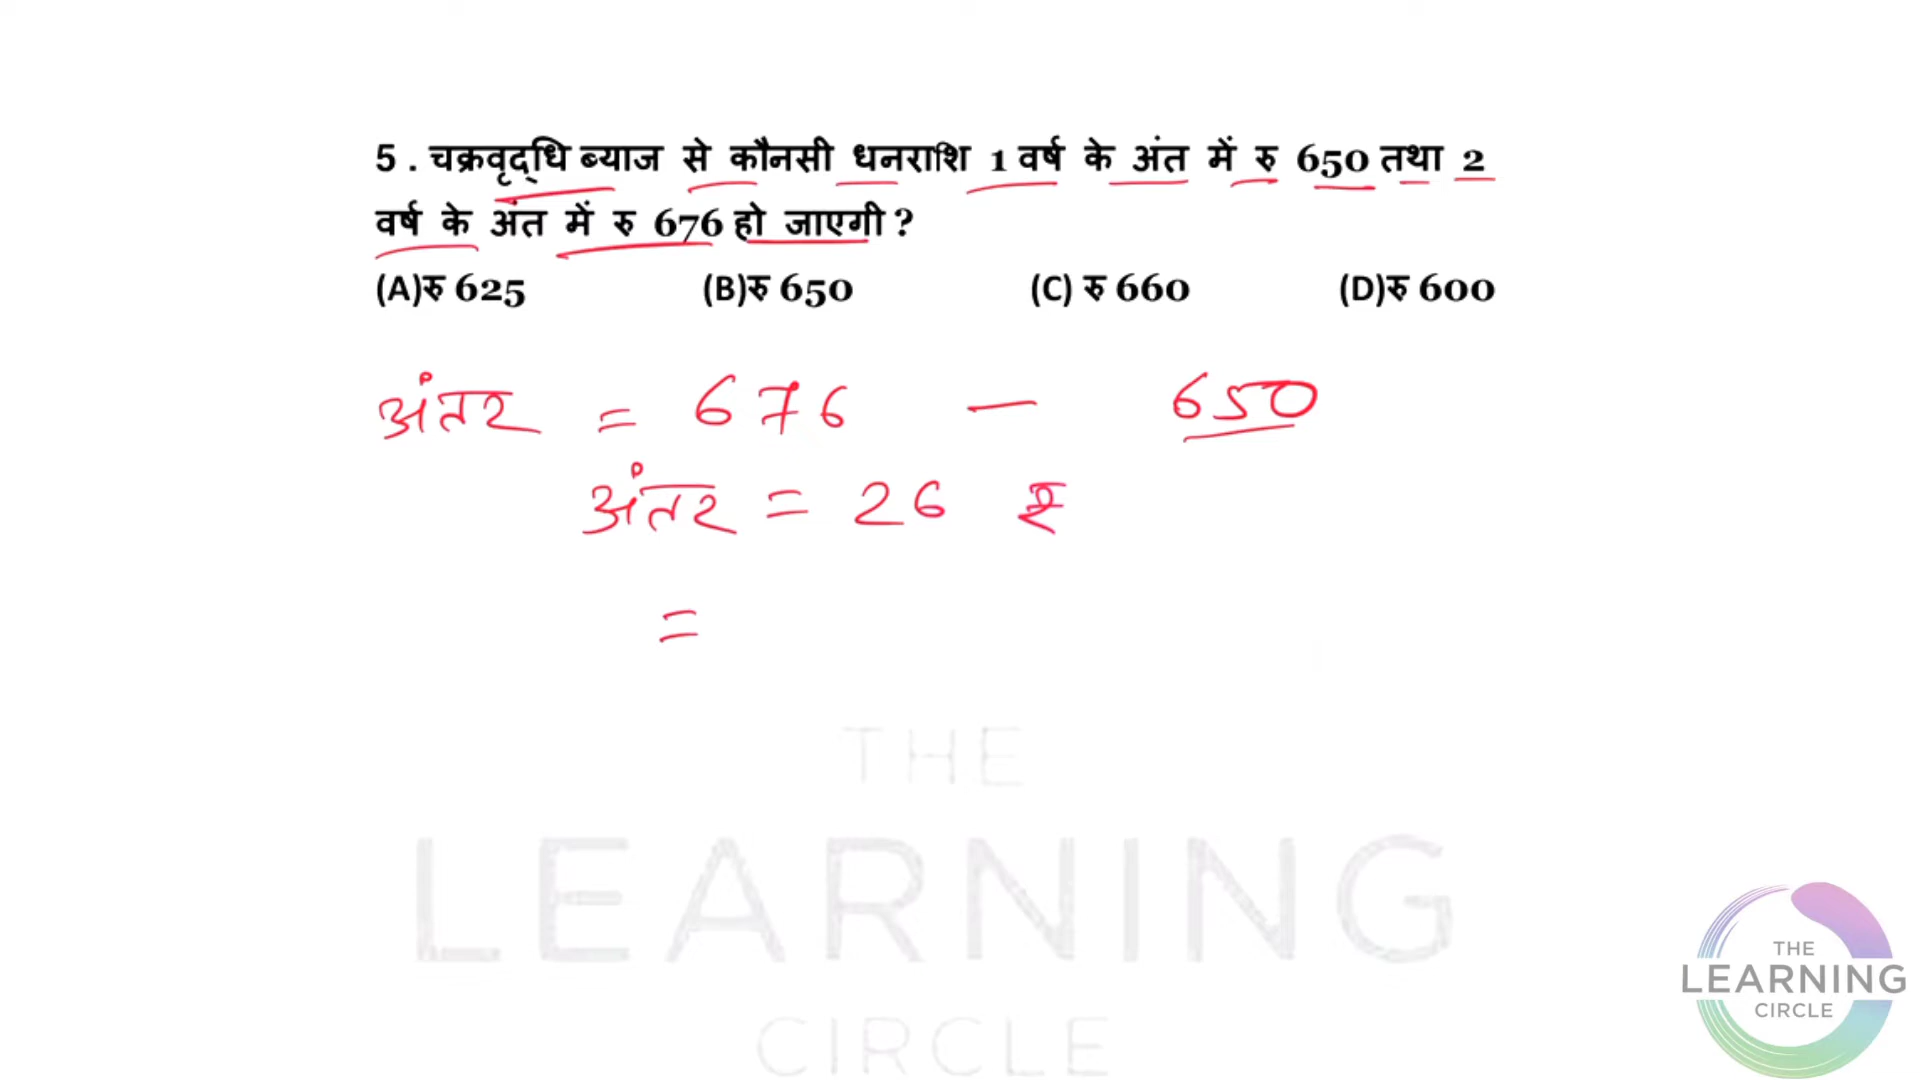 5 . चक्रवृद्धि ब्याज से कौनसी धनराशि 1 वर्ष के अंत में रु 650 तथा 2
वर्ष के अंत में रु 676 हो जाएगी ?
(A)रु 625 (B)रु 650 (C) रु 660 (D)रु 600
अंतर = 676 — 650
अंतर = 26 ₹
=
THE
LEARNING
CIRCLE
THE
LEARNING
CIRCLE